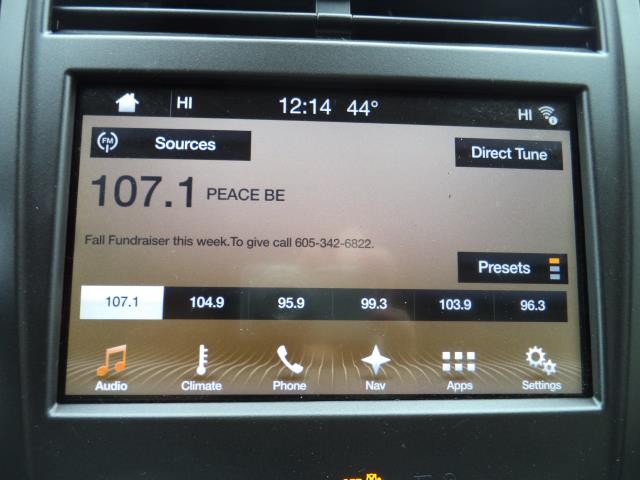 HI 12:14 44° HI
FM Sources
Direct Tune
107.1 PEACE BE
Fall Fundraiser this week.To give call 605-342-6822.
Presets
107.1 104.9 95.9 99.3 103.9 96.3
Audio Climate Phone Nav Apps Settings